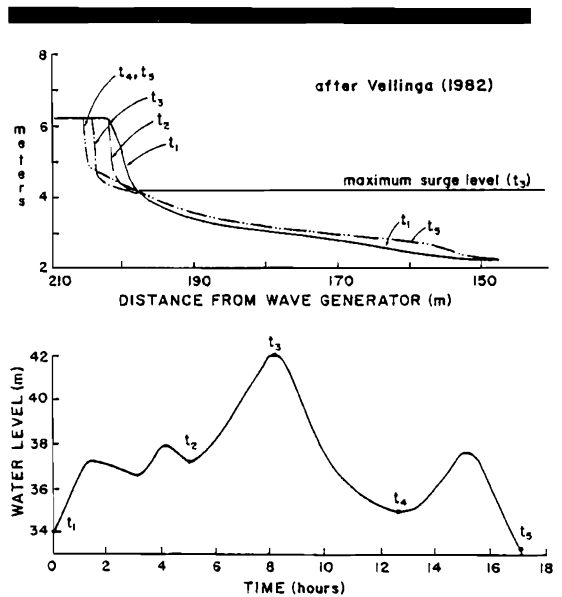 8
6
4
2
meters
t4, t5
t3
t2
t1
after Vellinga (1982)
maximum surge level (t3)
t1
t5
210
190
170
150
DISTANCE FROM WAVE GENERATOR (m)
42
40
38
36
34
WATER LEVEL (m)
t1
t2
t3
t4
t5
0
2
4
6
8
10
12
14
16
18
TIME (hours)